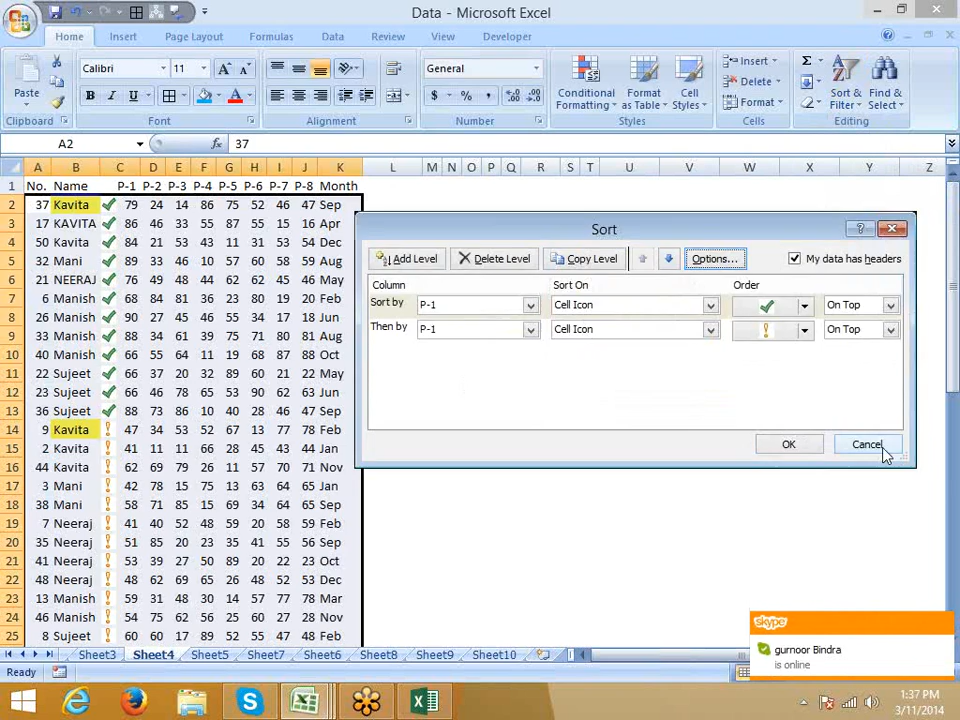 Data - Microsoft Excel
Home Insert Page Layout Formulas Data Review View Developer
Calibri 11 General
Paste B I U $ % , Conditional Formatting Format as Table Cell Styles Insert Delete Format Sort & Filter Find & Select
Clipboard Font Alignment Number Styles Cells Editing
A2 fx 37
A B C D E F G H I J K L M N O P Q R S T U V W X Y Z
1 No. Name P-1 P-2 P-3 P-4 P-5 P-6 P-7 P-8 Month
2 37 Kavita 79 24 14 86 75 52 46 47 Sep
3 17 KAVITA 86 46 33 55 87 55 15 16 Apr
4 50 Kavita 84 21 53 43 11 31 53 54 Dec
5 32 Mani 89 33 46 10 57 60 58 59 Aug
6 21 NEERAJ 76 49 48 44 62 62 45 46 May
7 6 Manish 68 84 81 36 23 80 19 20 Feb
8 26 Manish 90 27 45 46 55 34 17 18 Jun
9 33 Manish 88 34 61 39 75 71 80 81 Aug
10 40 Manish 66 55 64 11 19 68 87 88 Oct
11 22 Sujeet 66 37 20 32 89 60 21 22 May
12 23 Sujeet 66 46 78 65 53 90 62 63 Jun
13 36 Sujeet 88 73 86 10 40 28 46 47 Sep
14 9 Kavita 47 34 53 52 67 13 77 78 Feb
15 2 Kavita 41 11 11 66 28 45 43 44 Jan
16 44 Kavita 62 69 79 26 11 57 70 71 Nov
17 3 Mani 42 78 15 75 13 63 64 65 Jan
18 38 Mani 58 85 15 69 34 64 65 Sep
19 7 Neeraj 41 40 52 48 59 20 58 59 Feb
20 35 Neeraj 51 85 20 23 35 51 49 50 Sep
21 41 Neeraj 53 39 27 50 89 20 22 23 Oct
22 48 Neeraj 48 62 69 65 26 48 52 53 Dec
23 13 Manish 59 31 48 30 14 57 77 78 Mar
24 46 Manish 54 75 62 56 25 60 27 28 Nov
25 8 Sujeet 60 60 17 89 52 55 47 48 Feb
Sort
Add Level Delete Level Copy Level Options... My data has headers
Column Sort On Order
Sort by P-1 Cell Icon On Top
Then by P-1 Cell Icon On Top
OK Cancel
skype
gurnoor Bindra
is online
Sheet3 Sheet4 Sheet5 Sheet7 Sheet6 Sheet8 Sheet9 Sheet10
Ready
1:37 PM
3/11/2014